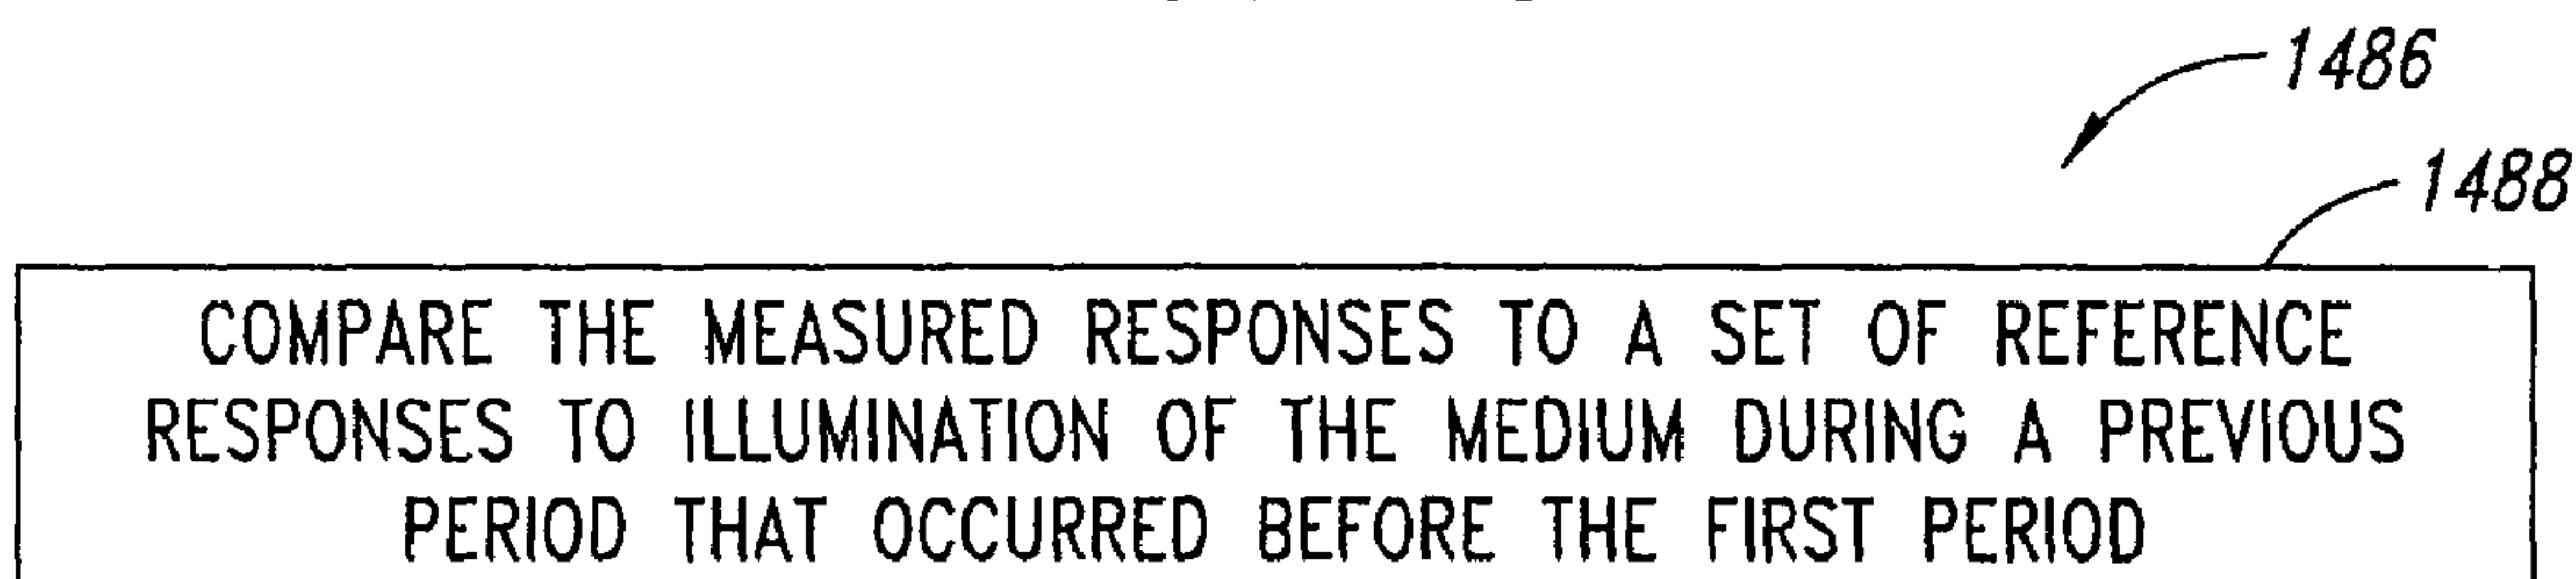 1486
1488
COMPARE THE MEASURED RESPONSES TO A SET OF REFERENCE
RESPONSES TO ILLUMINATION OF THE MEDIUM DURING A PREVIOUS
PERIOD THAT OCCURRED BEFORE THE FIRST PERIOD